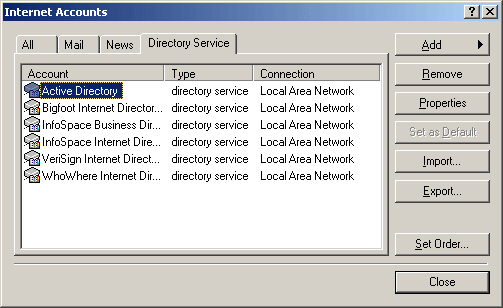 Internet Accounts
All Mail News Directory Service
Account Type Connection
Active Directory directory service Local Area Network
Bigfoot Internet Director... directory service Local Area Network
InfoSpace Business Dir... directory service Local Area Network
InfoSpace Internet Dire... directory service Local Area Network
VeriSign Internet Direct... directory service Local Area Network
WhoWhere Internet Dir... directory service Local Area Network
Add
Remove
Properties
Set as Default
Import...
Export...
Set Order...
Close